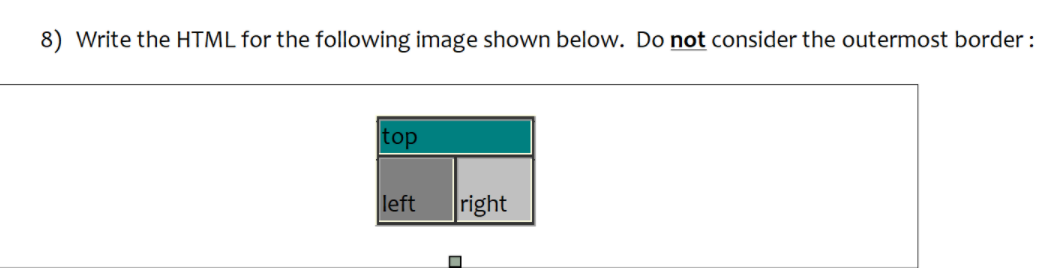 8) Write the HTML for the following image shown below. Do not consider the outermost border :
top
left right